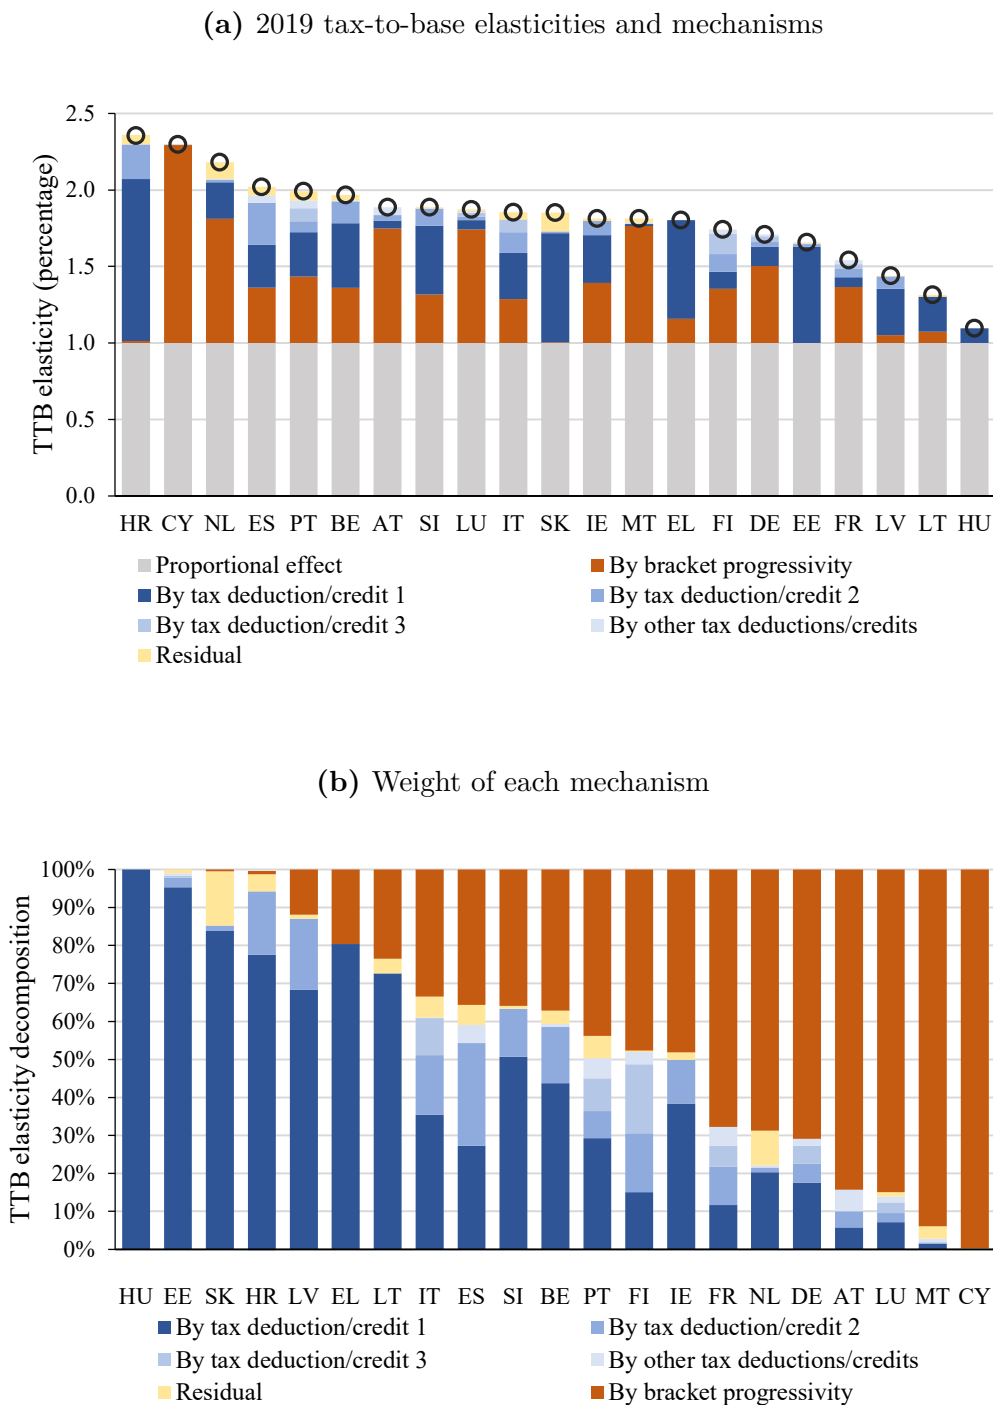 (a) 2019 tax-to-base elasticities and mechanisms
TTB elasticity (percentage)
2.5
2.0
1.5
1.0
0.5
0.0
HR CY NL ES PT BE AT SI LU IT SK IE MT EL FI DE EE FR LV LT HU
Proportional effect
By bracket progressivity
By tax deduction/credit 1
By tax deduction/credit 2
By tax deduction/credit 3
By other tax deductions/credits
Residual
(b) Weight of each mechanism
TTB elasticity decomposition
100%
90%
80%
70%
60%
50%
40%
30%
20%
10%
0%
HU EE SK HR LV EL LT IT ES SI BE PT FI IE FR NL DE AT LU MT CY
By tax deduction/credit 1
By tax deduction/credit 2
By tax deduction/credit 3
By other tax deductions/credits
Residual
By bracket progressivity